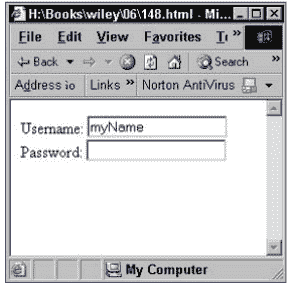 H:\Books\wiley\06\148.html - Mi...
File Edit View Favorites T »
Back Search »
Address Links » Norton AntiVirus
Username: myName
Password:
My Computer